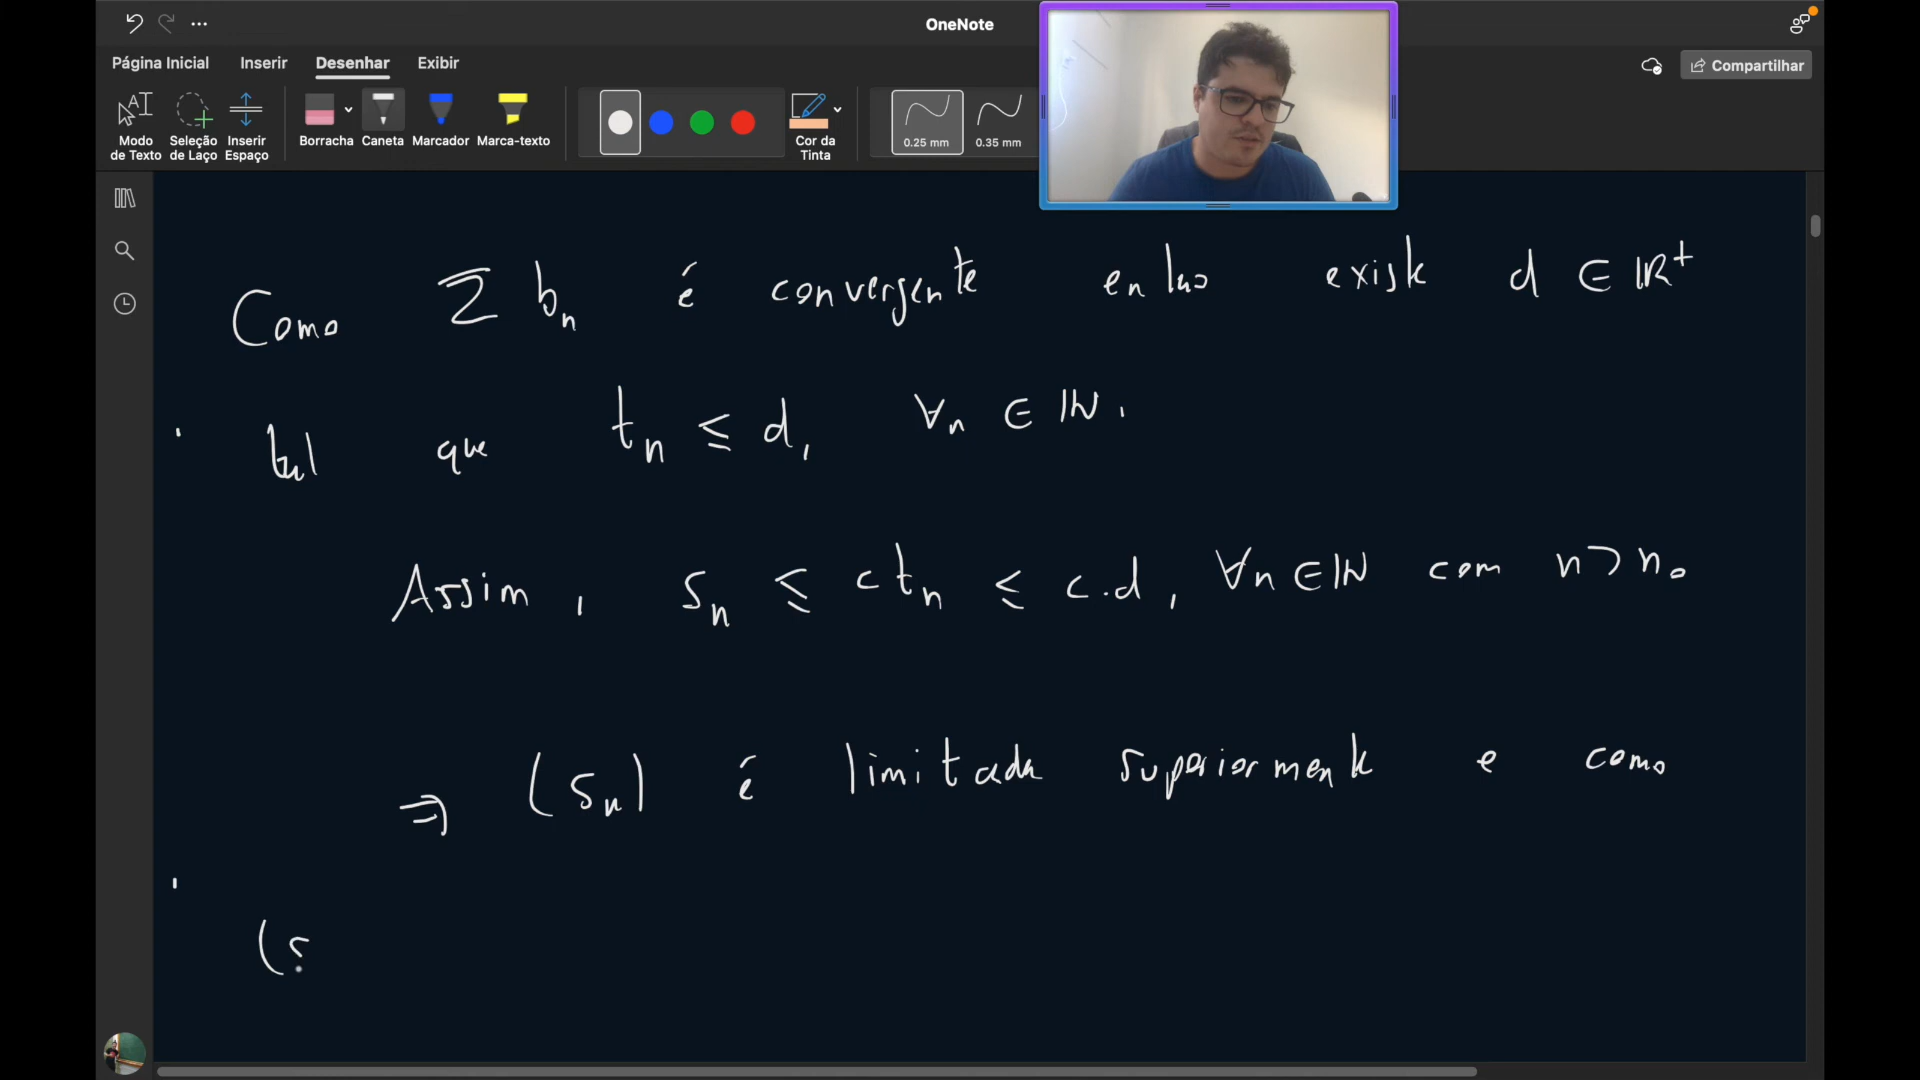 OneNote
Página Inicial Inserir Desenhar Exibir
Compartilhar
Modo de Texto Seleção de Laço Inserir Espaço Borracha Caneta Marcador Marca-texto Cor da Tinta 0.25 mm 0.35 mm
Como ∑ bₙ é convergente então existe d ∈ ℝ⁺
tal que tₙ ≤ d, ∀n ∈ ℕ.
Assim, sₙ ≤ c tₙ ≤ c.d, ∀n ∈ ℕ com n > n₀
⇒ (sₙ) é limitada superiormente e como
(s